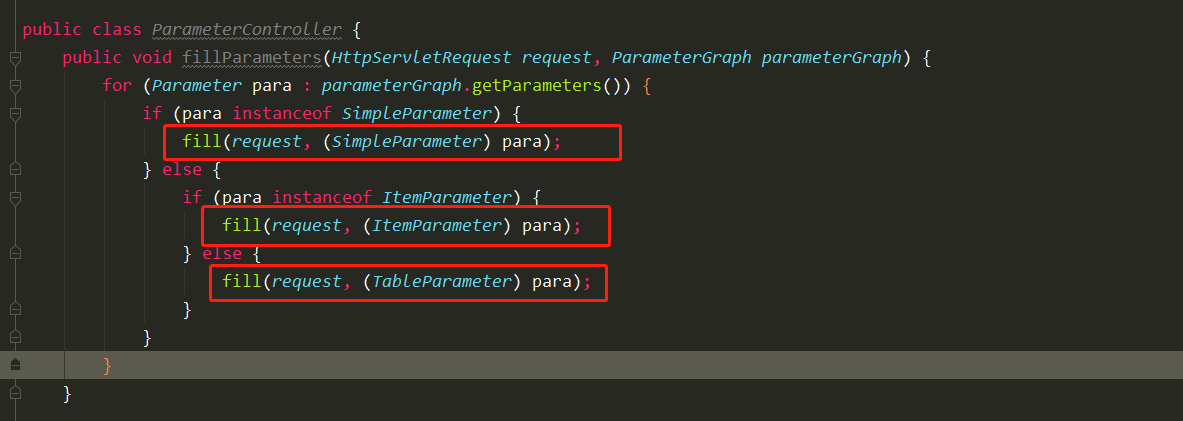 public class ParameterController {
public void fillParameters(HttpServletRequest request, ParameterGraph parameterGraph) {
for (Parameter para : parameterGraph.getParameters()) {
if (para instanceof SimpleParameter) {
fill(request, (SimpleParameter) para);
} else {
if (para instanceof ItemParameter) {
fill(request, (ItemParameter) para);
} else {
fill(request, (TableParameter) para);
}
}
}
}